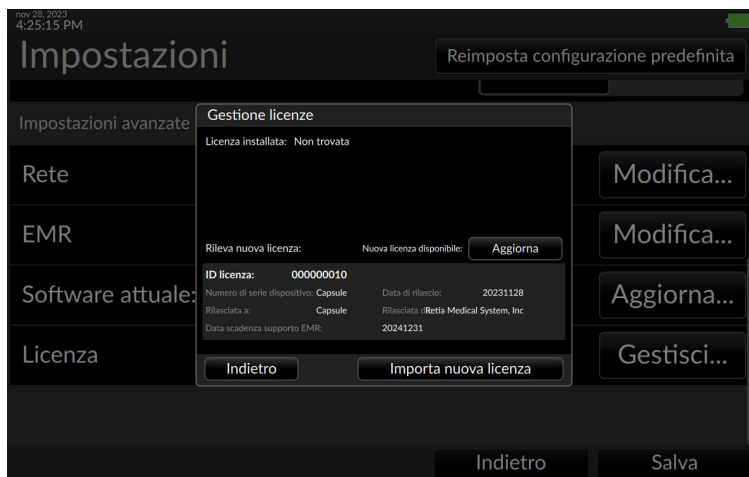 nov 28, 2023
4:25:15 PM
Impostazioni
Reimposta configurazione predefinita
Impostazioni avanzate
Gestione licenze
Licenza installata: Non trovata
Rete
Modifica...
EMR
Modifica...
Rileva nuova licenza: Nuova licenza disponibile: Aggiorna
ID licenza: 000000010
Numero di serie dispositivo: Capsule Data di rilascio: 20231128
Rilasciata a: Capsule Rilasciata d Retia Medical System, Inc
Data scadenza supporto EMR: 20241231
Software attuale:
Aggiorna...
Licenza
Gestisci...
Indietro Importa nuova licenza
Indietro Salva